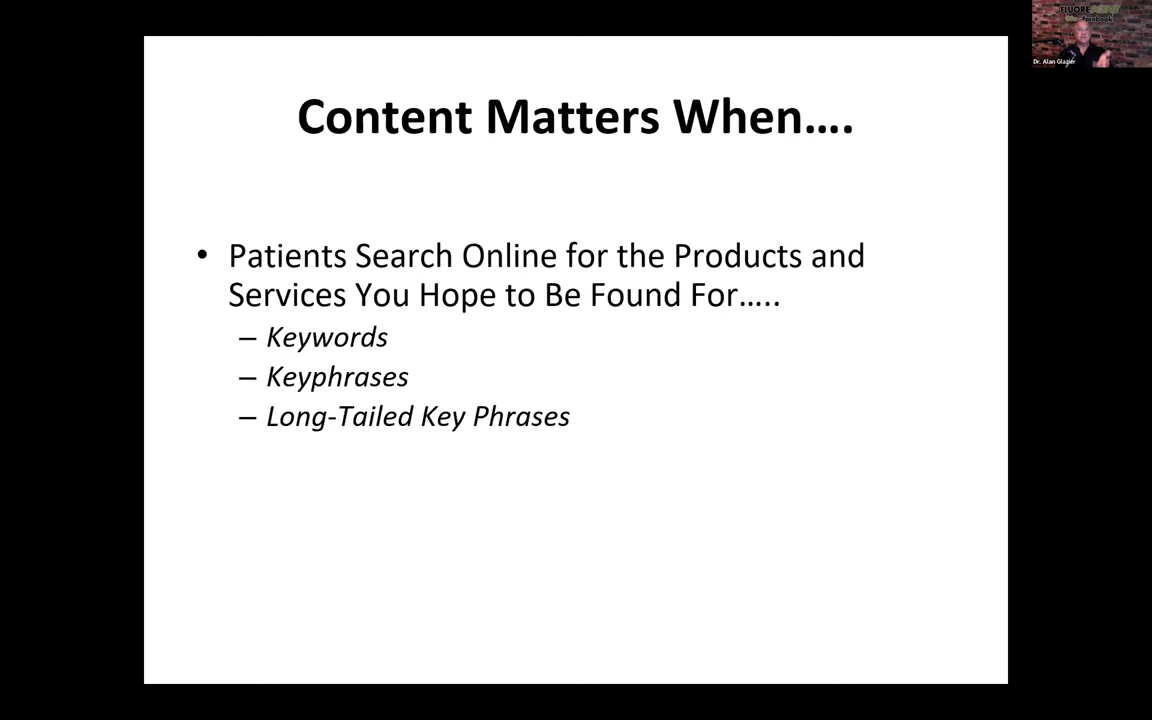 Content Matters When….
• Patients Search Online for the Products and
Services You Hope to Be Found For…..
– Keywords
– Keyphrases
– Long-Tailed Key Phrases
Dr. Alan Glazier